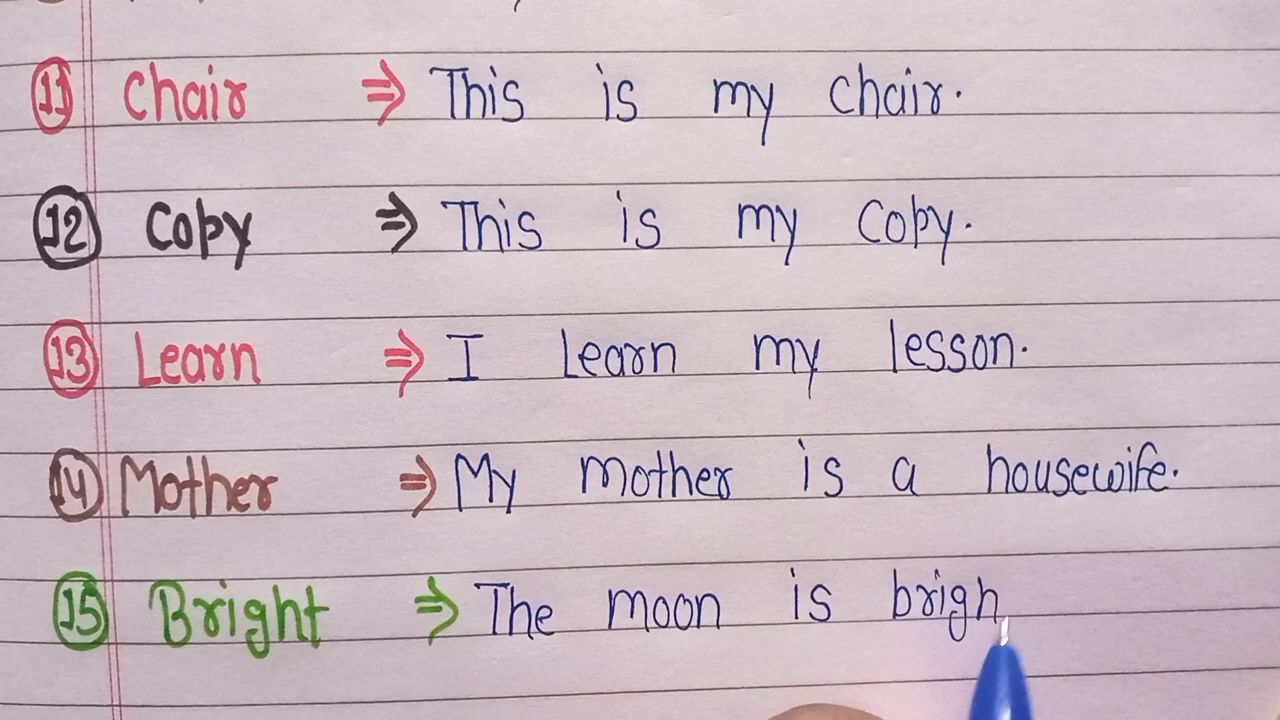 11 Chair ⇒ This is my chair.
12 Copy ⇒ This is my Copy.
13 Learn ⇒ I learn my lesson.
14 Mother ⇒ My mother is a housewife.
15 Bright ⇒ The moon is brigh